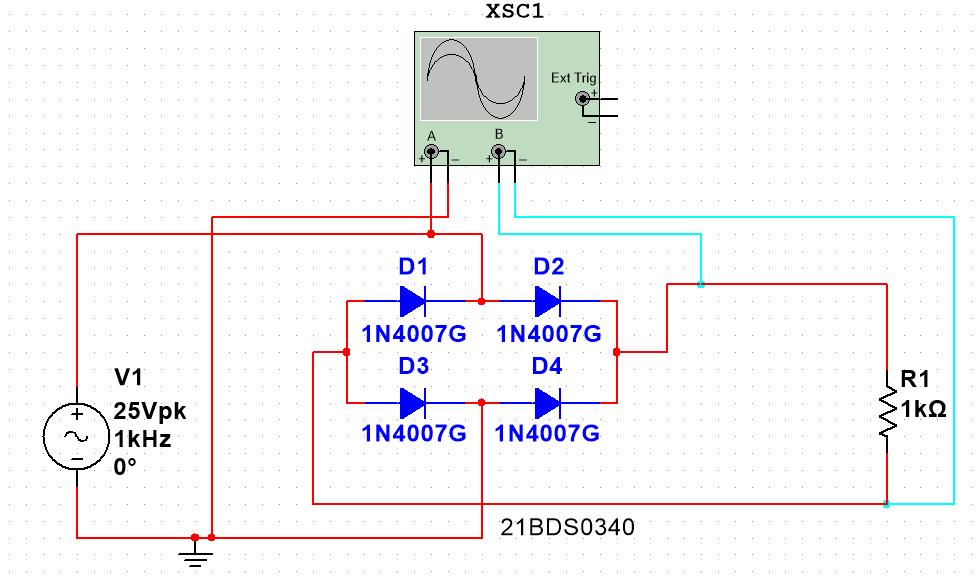 XSC1
Ext Trig
+
−
A
B
+
−
+
−
D1
D2
1N4007G
1N4007G
D3
D4
1N4007G
1N4007G
V1
+
−
25Vpk
1kHz
0°
R1
1kΩ
21BDS0340